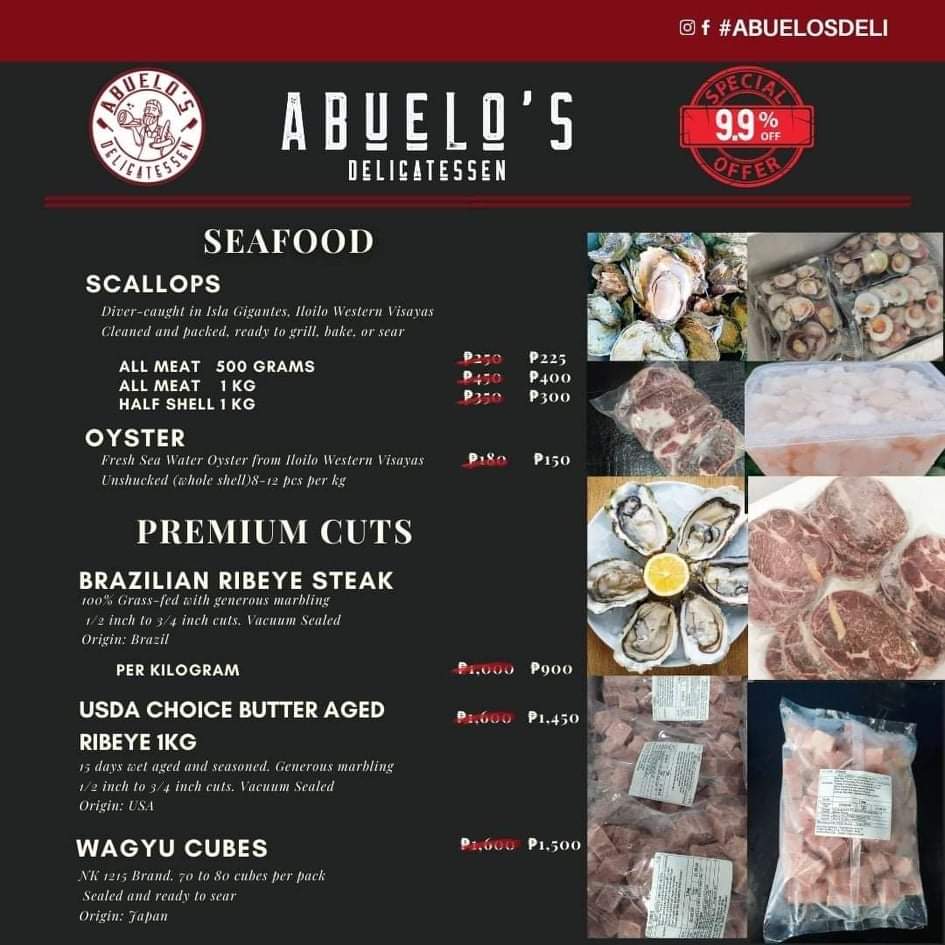 #ABUELOSDELI
ABUELO'S
DELICATESSEN
ABUELO'S
DELICATESSEN
SPECIAL
9.9% OFF
OFFER
SEAFOOD
SCALLOPS
Diver-caught in Isla Gigantes, Iloilo Western Visayas
Cleaned and packed, ready to grill, bake, or sear
ALL MEAT 500 GRAMS ₱250 ₱225
ALL MEAT 1 KG ₱450 ₱400
HALF SHELL 1 KG ₱350 ₱300
OYSTER
Fresh Sea Water Oyster from Iloilo Western Visayas ₱180 ₱150
Unshucked (whole shell)8-12 pcs per kg
PREMIUM CUTS
BRAZILIAN RIBEYE STEAK
100% Grass-fed with generous marbling
1/2 inch to 3/4 inch cuts. Vacuum Sealed
Origin: Brazil
PER KILOGRAM ₱1,000 ₱900
USDA CHOICE BUTTER AGED ₱1,600 ₱1,450
RIBEYE 1KG
15 days wet aged and seasoned. Generous marbling
1/2 inch to 3/4 inch cuts. Vacuum Sealed
Origin: USA
WAGYU CUBES ₱1,600 ₱1,500
NK 1215 Brand. 70 to 80 cubes per pack
Sealed and ready to sear
Origin: Japan